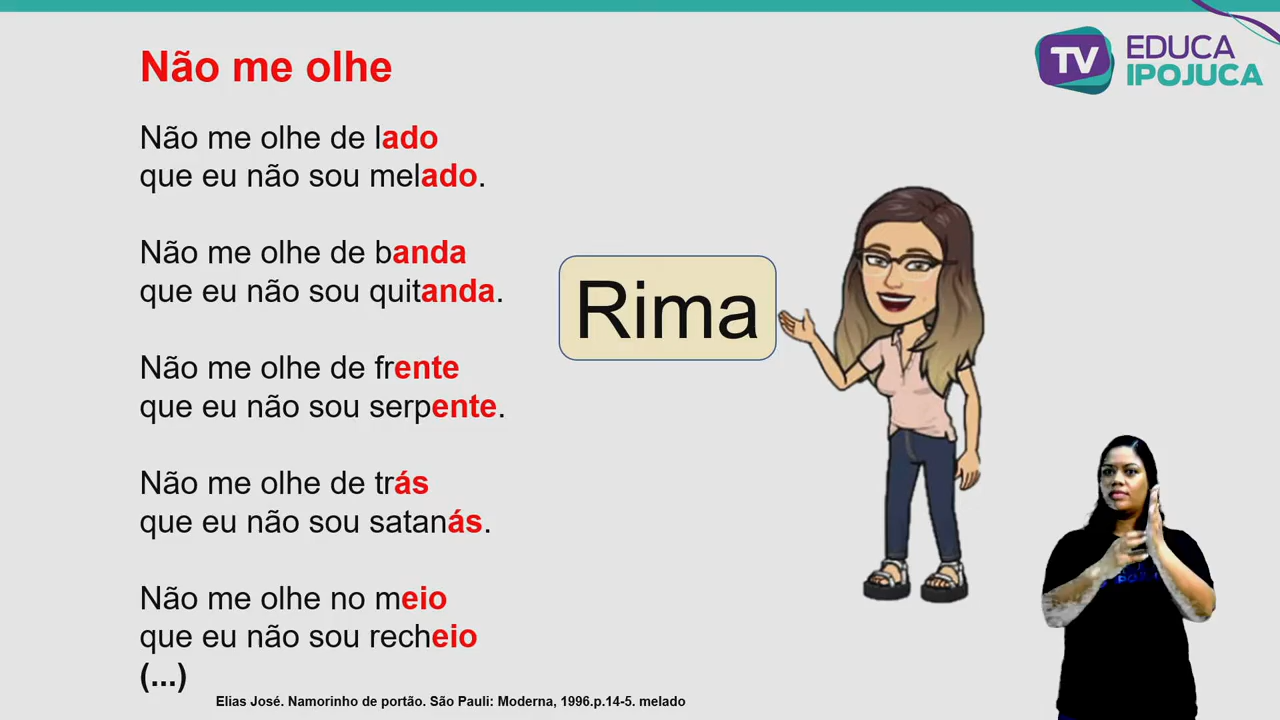 Não me olhe
TV EDUCA
IPOJUCA
Não me olhe de lado
que eu não sou melado.
Não me olhe de banda
que eu não sou quitanda.
Não me olhe de frente
que eu não sou serpente.
Não me olhe de trás
que eu não sou satanás.
Não me olhe no meio
que eu não sou recheio
(...)
Rima
Elias José. Namorinho de portão. São Pauli: Moderna, 1996.p.14-5. melado